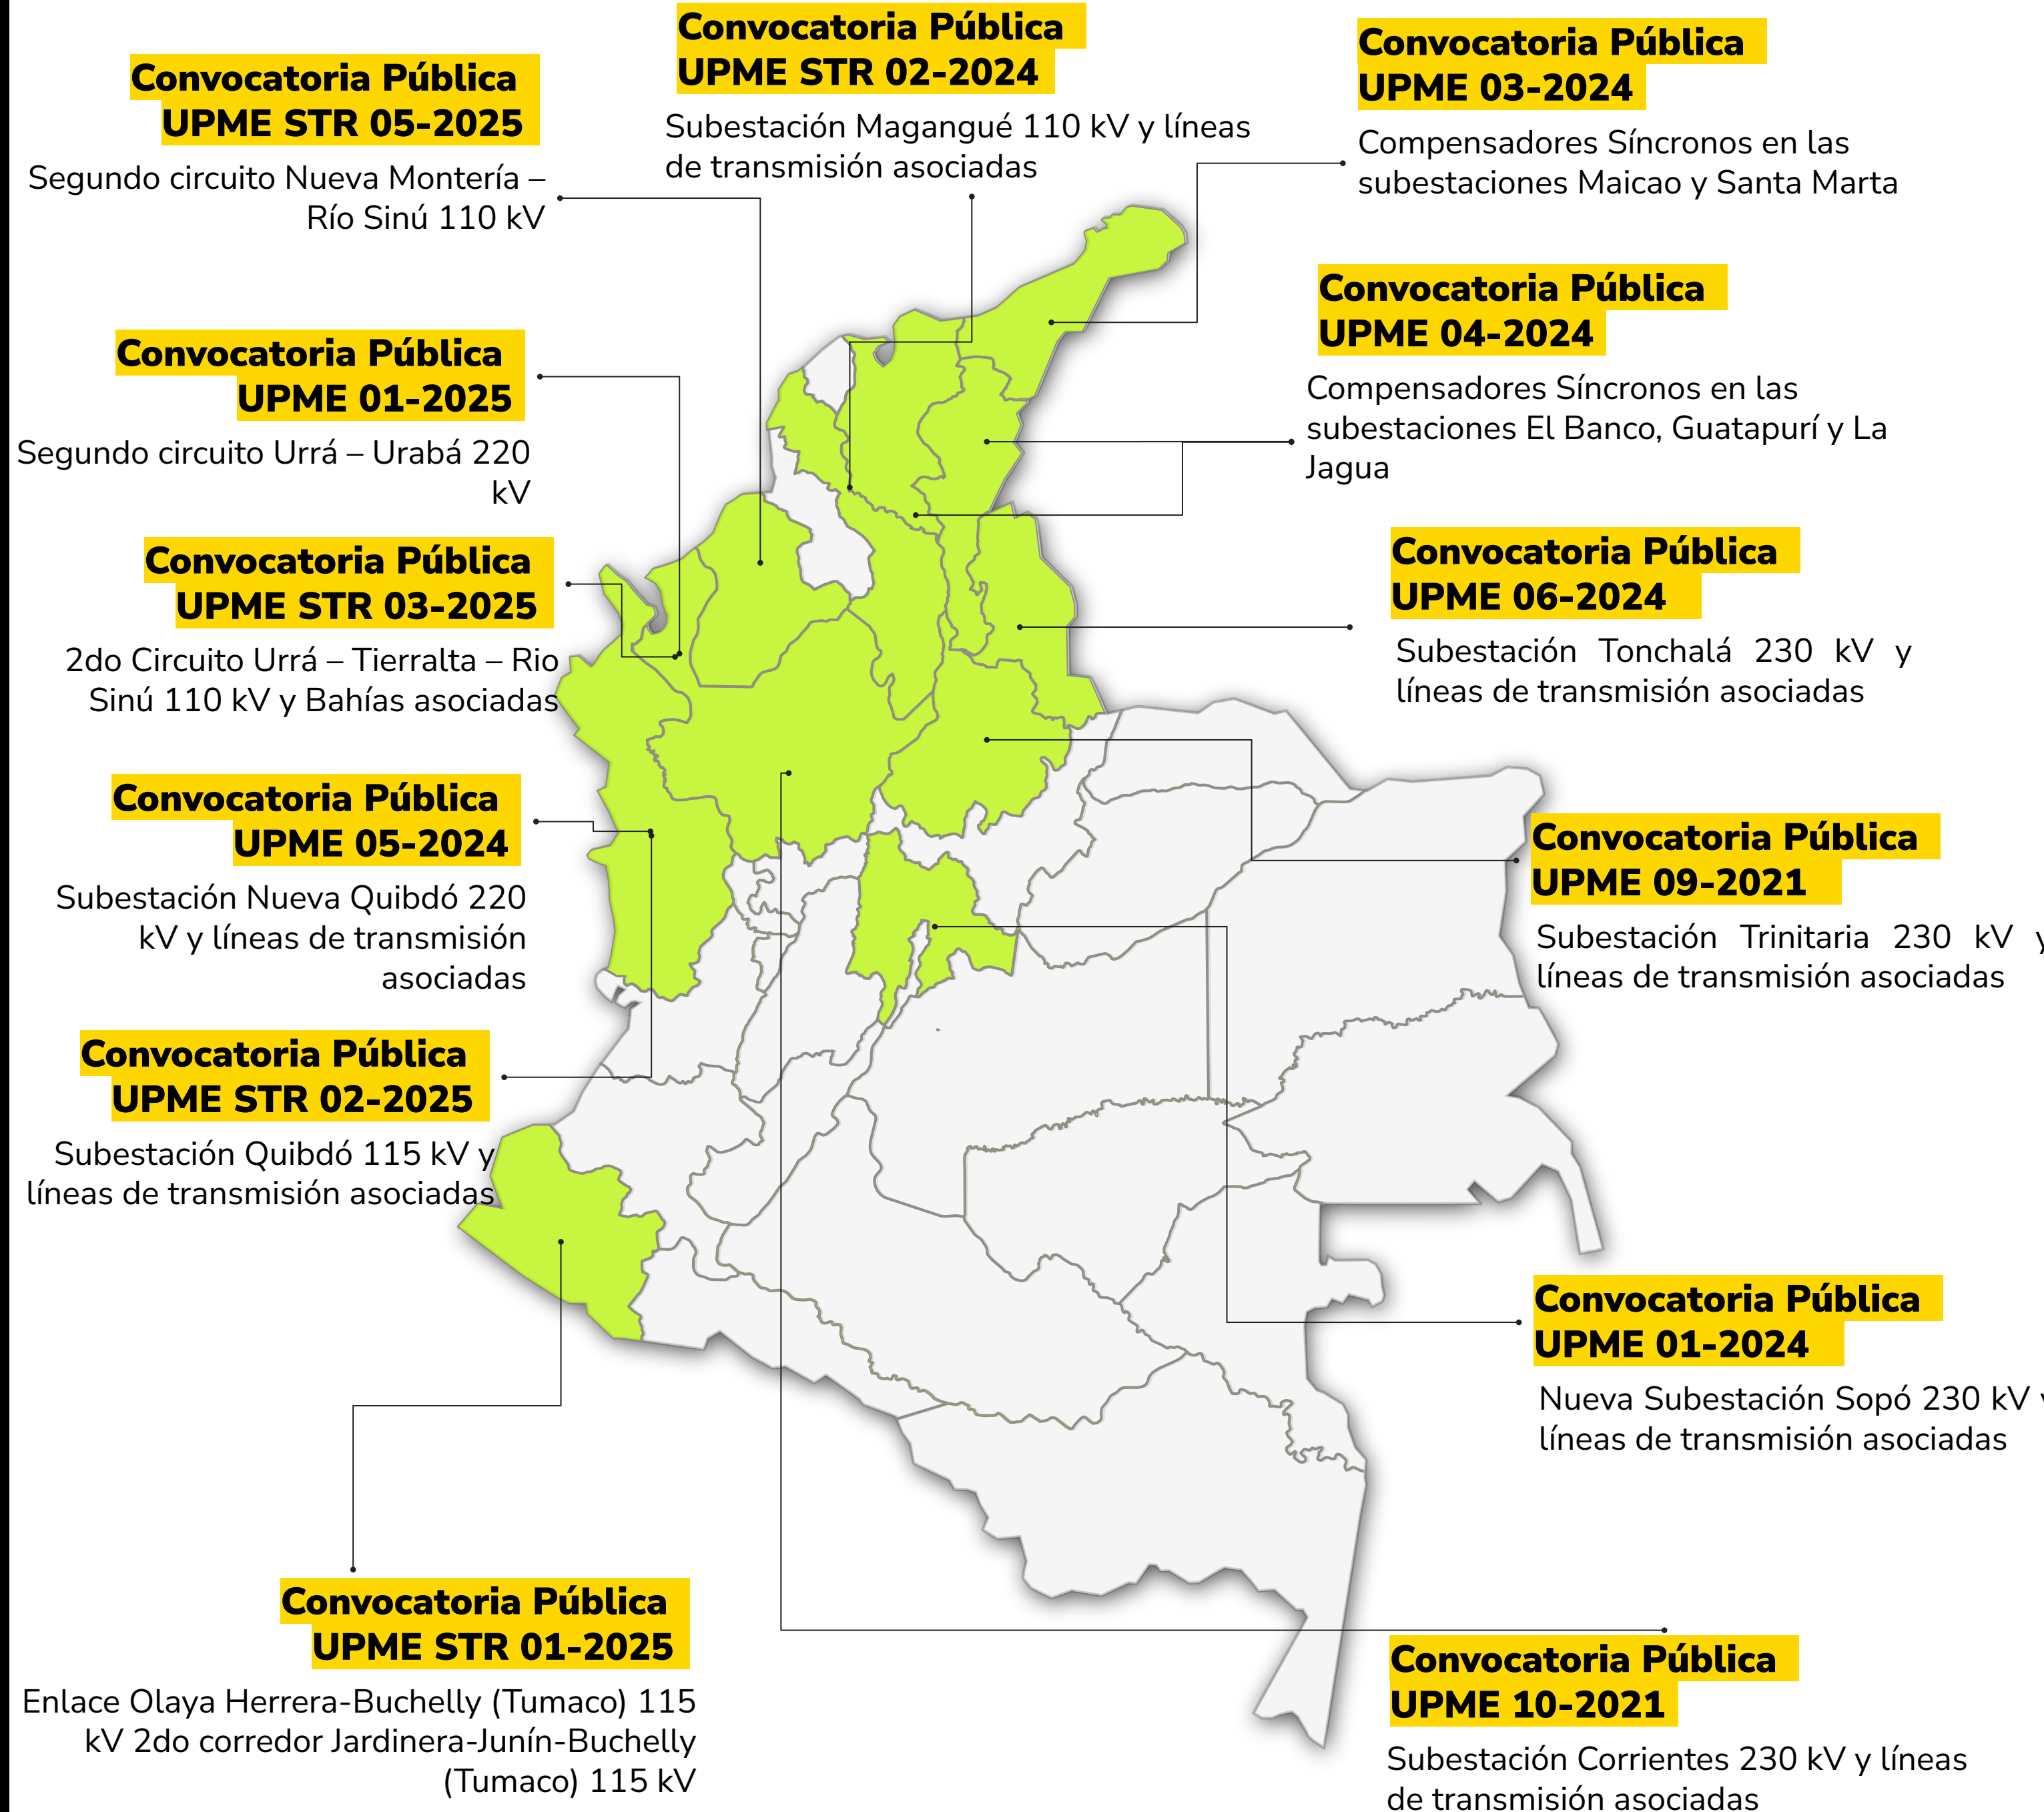 Convocatoria Pública
UPME STR 05-2025
Segundo circuito Nueva Montería –
Río Sinú 110 kV
Convocatoria Pública
UPME STR 02-2024
Subestación Magangué 110 kV y líneas
de transmisión asociadas
Convocatoria Pública
UPME 03-2024
Compensadores Síncronos en las
subestaciones Maicao y Santa Marta
Convocatoria Pública
UPME 01-2025
Segundo circuito Urrá – Urabá 220
kV
Convocatoria Pública
UPME 04-2024
Compensadores Síncronos en las
subestaciones El Banco, Guatapurí y La
Jagua
Convocatoria Pública
UPME STR 03-2025
2do Circuito Urrá – Tierralta – Rio
Sinú 110 kV y Bahías asociadas
Convocatoria Pública
UPME 06-2024
Subestación Tonchalá 230 kV y
líneas de transmisión asociadas
Convocatoria Pública
UPME 05-2024
Subestación Nueva Quibdó 220
kV y líneas de transmisión
asociadas
Convocatoria Pública
UPME 09-2021
Subestación Trinitaria 230 kV y
líneas de transmisión asociadas
Convocatoria Pública
UPME STR 02-2025
Subestación Quibdó 115 kV y
líneas de transmisión asociadas
Convocatoria Pública
UPME 01-2024
Nueva Subestación Sopó 230 kV y
líneas de transmisión asociadas
Convocatoria Pública
UPME STR 01-2025
Enlace Olaya Herrera-Buchelly (Tumaco) 115
kV 2do corredor Jardinera-Junín-Buchelly
(Tumaco) 115 kV
Convocatoria Pública
UPME 10-2021
Subestación Corrientes 230 kV y líneas
de transmisión asociadas